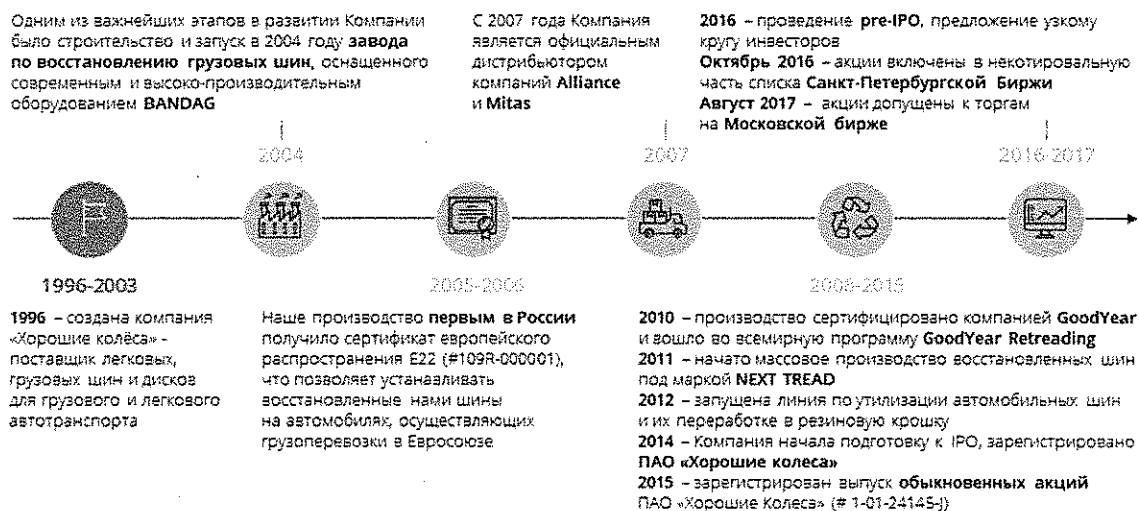 Одним из важнейших этапов в развитии Компании
было строительство и запуск в 2004 году завода
по восстановлению грузовых шин, оснащенного
современным и высоко-производительным
оборудованием BANDAG
С 2007 года Компания
является официальным
дистрибьютором
компаний Alliance
и Mitas
2016 – проведение pre-IPO, предложение узкому
кругу инвесторов
Октябрь 2016 – акции включены в некотировальную
часть списка Санкт-Петербургской Биржи
Август 2017 – акции допущены к торгам
на Московской бирже
2004
2007
2016-2017
1996-2003
2005-2006
2008-2015
1996 – создана компания
«Хорошие колёса» -
поставщик легковых,
грузовых шин и дисков
для грузового и легкового
автотранспорта
Наше производство первым в России
получило сертификат европейского
распространения E22 (#109R-000001),
что позволяет устанавливать
восстановленные нами шины
на автомобилях, осуществляющих
грузоперевозки в Евросоюзе
2010 – производство сертифицировано компанией GoodYear
и вошло во всемирную программу GoodYear Retreading
2011 – начато массовое производство восстановленных шин
под маркой NEXT TREAD
2012 – запущена линия по утилизации автомобильных шин
и их переработке в резиновую крошку
2014 – Компания начала подготовку к IPO, зарегистрировано
ПАО «Хорошие колеса»
2015 – зарегистрирован выпуск обыкновенных акций
ПАО «Хорошие Колеса» (# 1-01-24145-J)